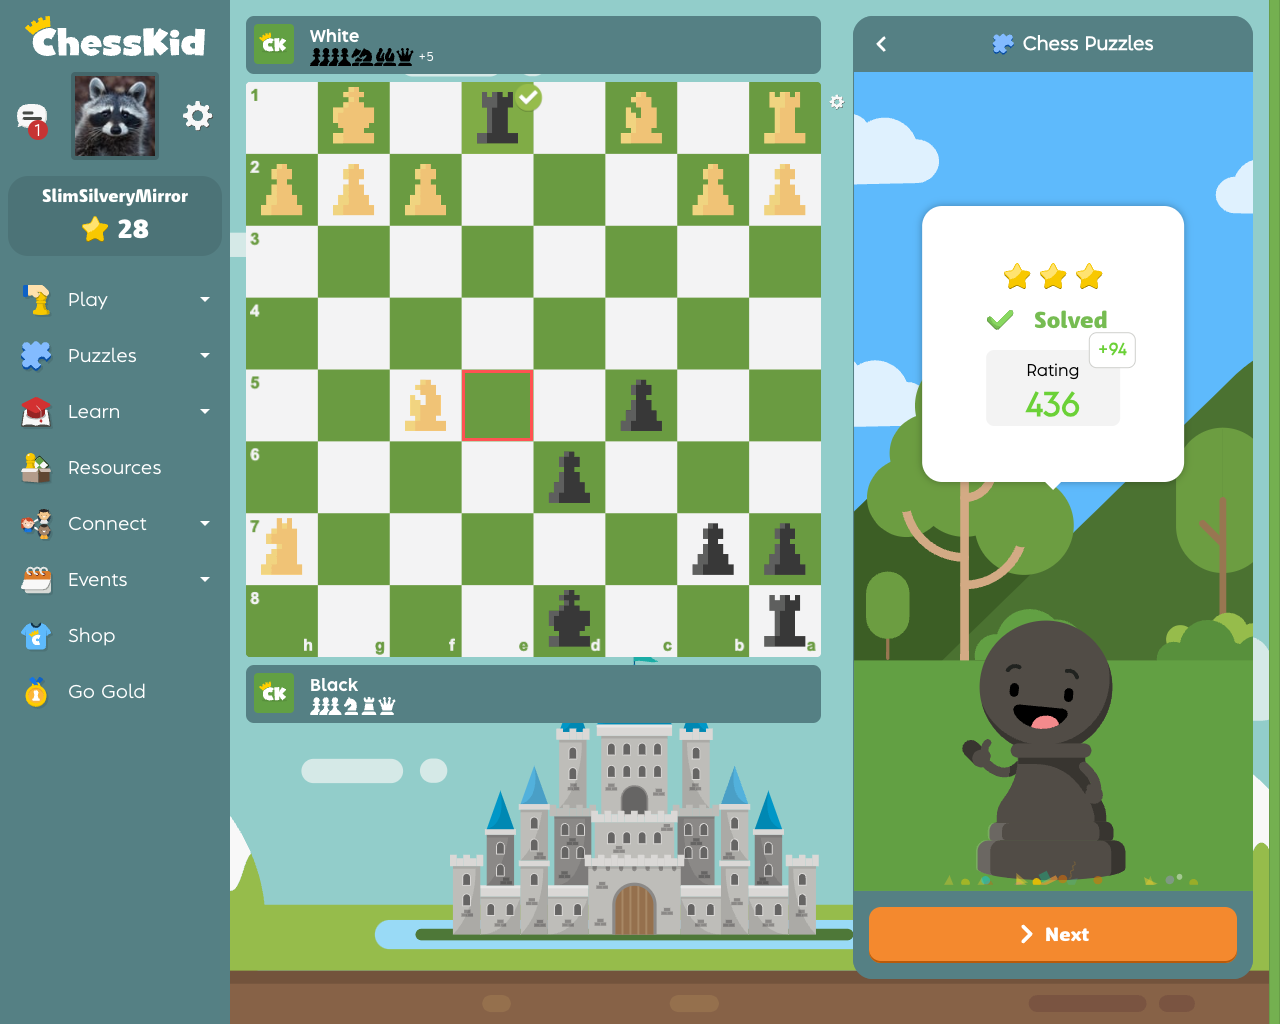 ChessKid
1
SlimSilveryMirror
28
Play
Puzzles
Learn
Resources
Connect
Events
Shop
Go Gold
CK
White
+5
1
2
3
4
5
6
7
8
h g f e d c b a
CK
Black
Chess Puzzles
Solved
+94
Rating
436
Next